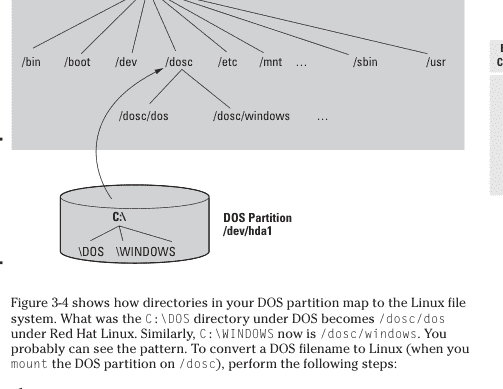 /bin /boot /dev /dosc /etc /mnt ... /sbin /usr
/dosc/dos /dosc/windows ...
C:\
DOS Partition
/dev/hda1
\DOS \WINDOWS
Figure 3-4 shows how directories in your DOS partition map to the Linux file
system. What was the C:\DOS directory under DOS becomes /dosc/dos
under Red Hat Linux. Similarly, C:\WINDOWS now is /dosc/windows. You
probably can see the pattern. To convert a DOS filename to Linux (when you
mount the DOS partition on /dosc), perform the following steps: